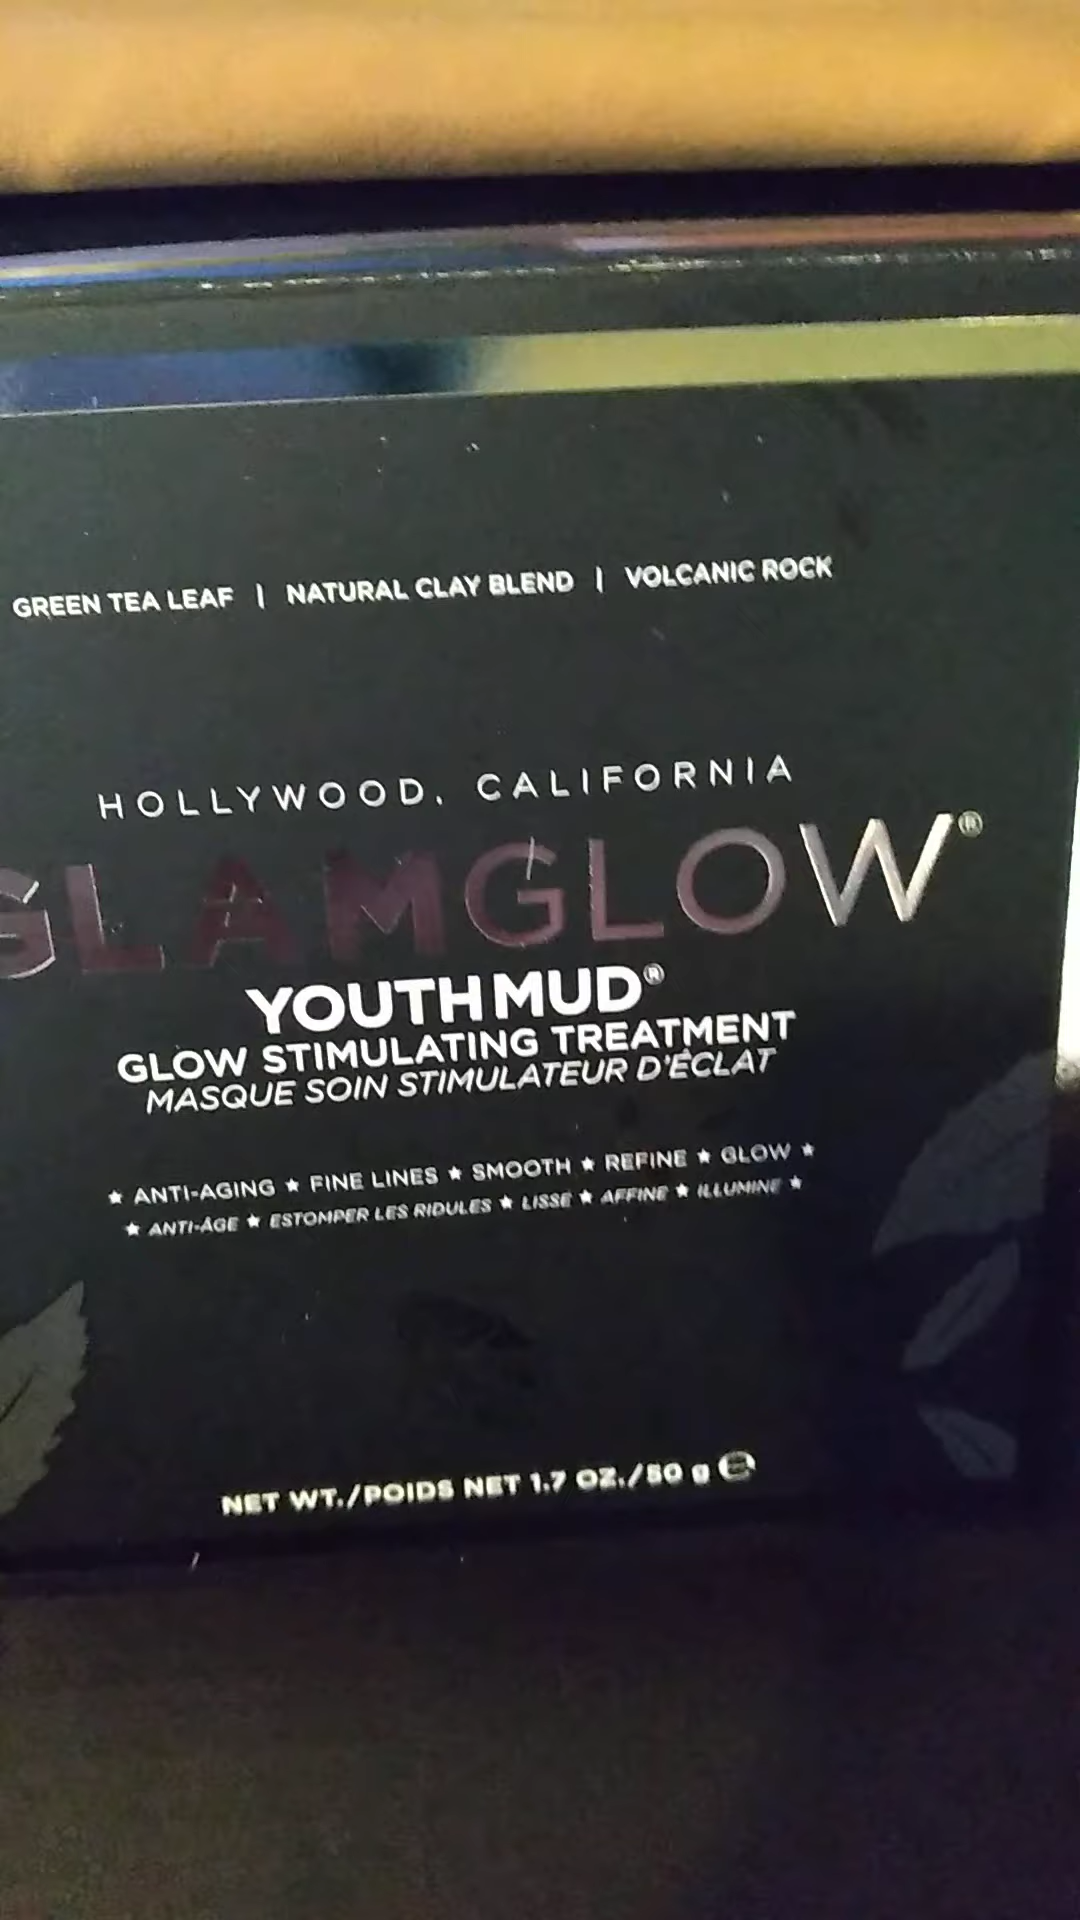 GREEN TEA LEAF | NATURAL CLAY BLEND | VOLCANIC ROCK
HOLLYWOOD, CALIFORNIA
GLAMGLOW®
YOUTHMUD®
GLOW STIMULATING TREATMENT
MASQUE SOIN STIMULATEUR D'ÉCLAT
★ ANTI-AGING ★ FINE LINES ★ SMOOTH ★ REFINE ★ GLOW ★
★ ANTI-ÂGE ★ ESTOMPER LES RIDULES ★ LISSE ★ AFFINE ★ ILLUMINE ★
NET WT./POIDS NET 1.7 OZ./50 g ℮